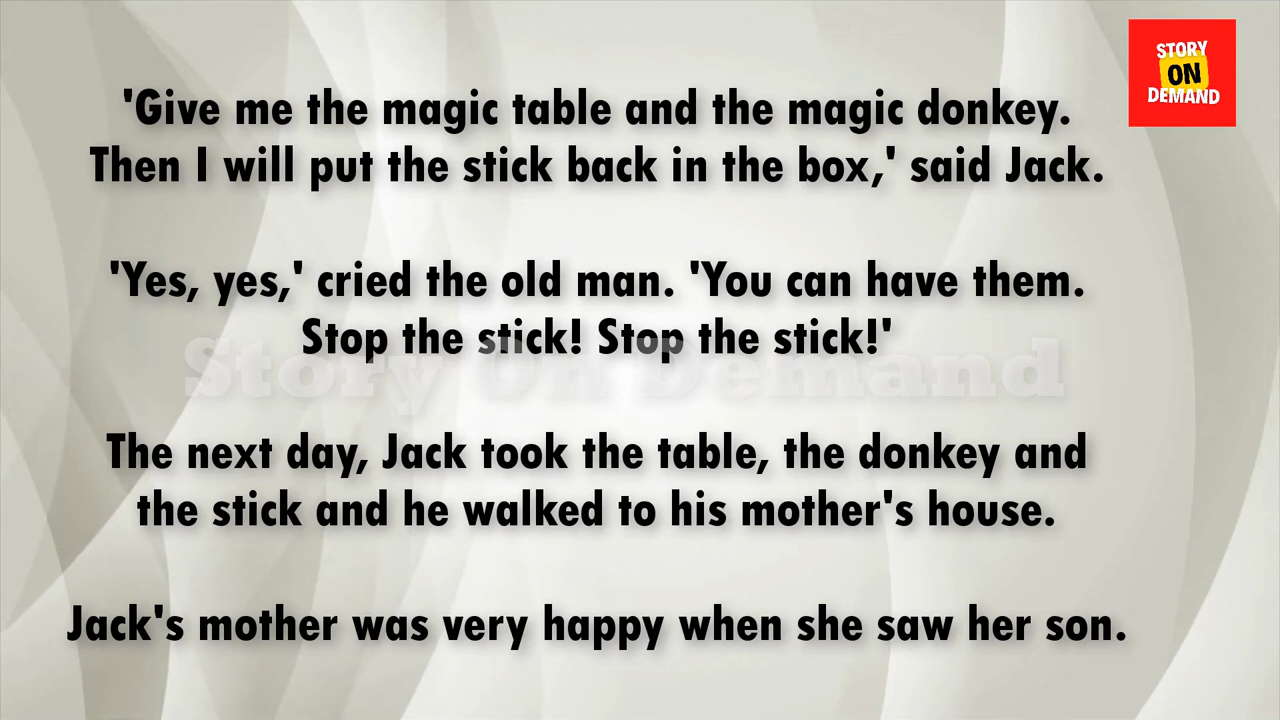 STORY
ON
DEMAND
'Give me the magic table and the magic donkey.
Then I will put the stick back in the box,' said Jack.
'Yes, yes,' cried the old man. 'You can have them.
Stop the stick! Stop the stick!'
Story On Demand
The next day, Jack took the table, the donkey and
the stick and he walked to his mother's house.
Jack's mother was very happy when she saw her son.